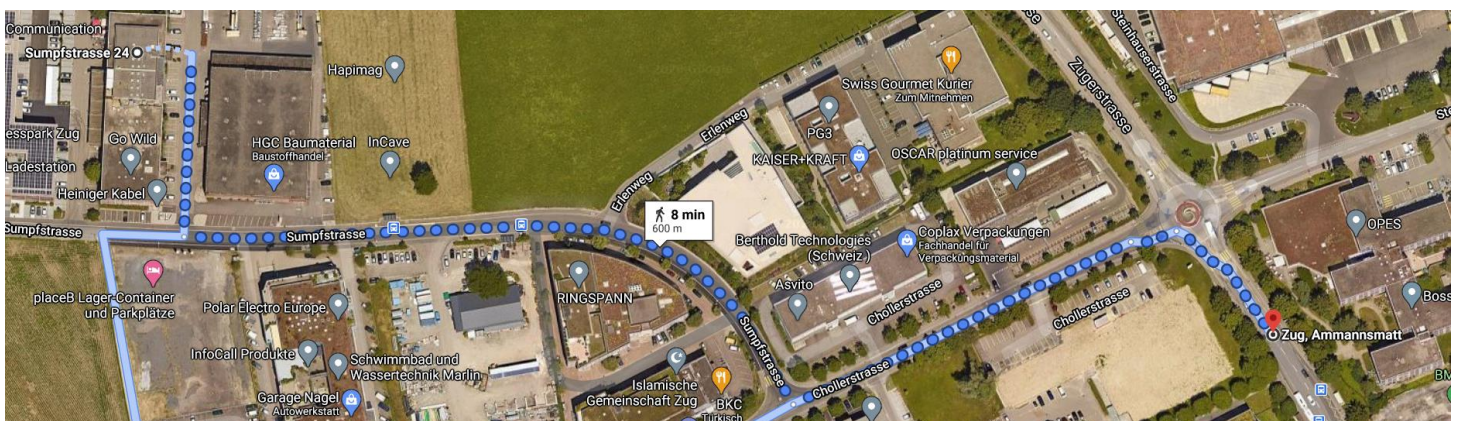 Communication
Sumpfstrasse 24
Hapimag
esspark Zug
Ladestation
Go Wild
HGC Baumaterial
Baustoffhandel
InCave
Heiniger Kabel
Sumpfstrasse
Sumpfstrasse
placeB Lager-Container
und Parkplätze
Polar Electro Europe
InfoCall Produkte
Schwimmbad und
Wassertechnik Marlin
Garage Nagel
Autowerkstatt
RINGSPANN
Islamische
Gemeinschaft Zug
BKC
Türkisch
Erlenweg
Erlenweg
8 min
600 m
Sumpfstrasse
Swiss Gourmet Kurier
Zum Mitnehmen
PG3
KAISER+KRAFT
OSCAR platinum service
Berthold Technologies
(Schweiz )
Coplax Verpackungen
Fachhandel für
Verpackungsmaterial
Asvito
Chollerstrasse
Chollerstrasse
Chollerstrasse
Zugerstrasse
Steinhauserstrasse
Ste
OPES
Boss
Zug, Ammannsmatt
BM